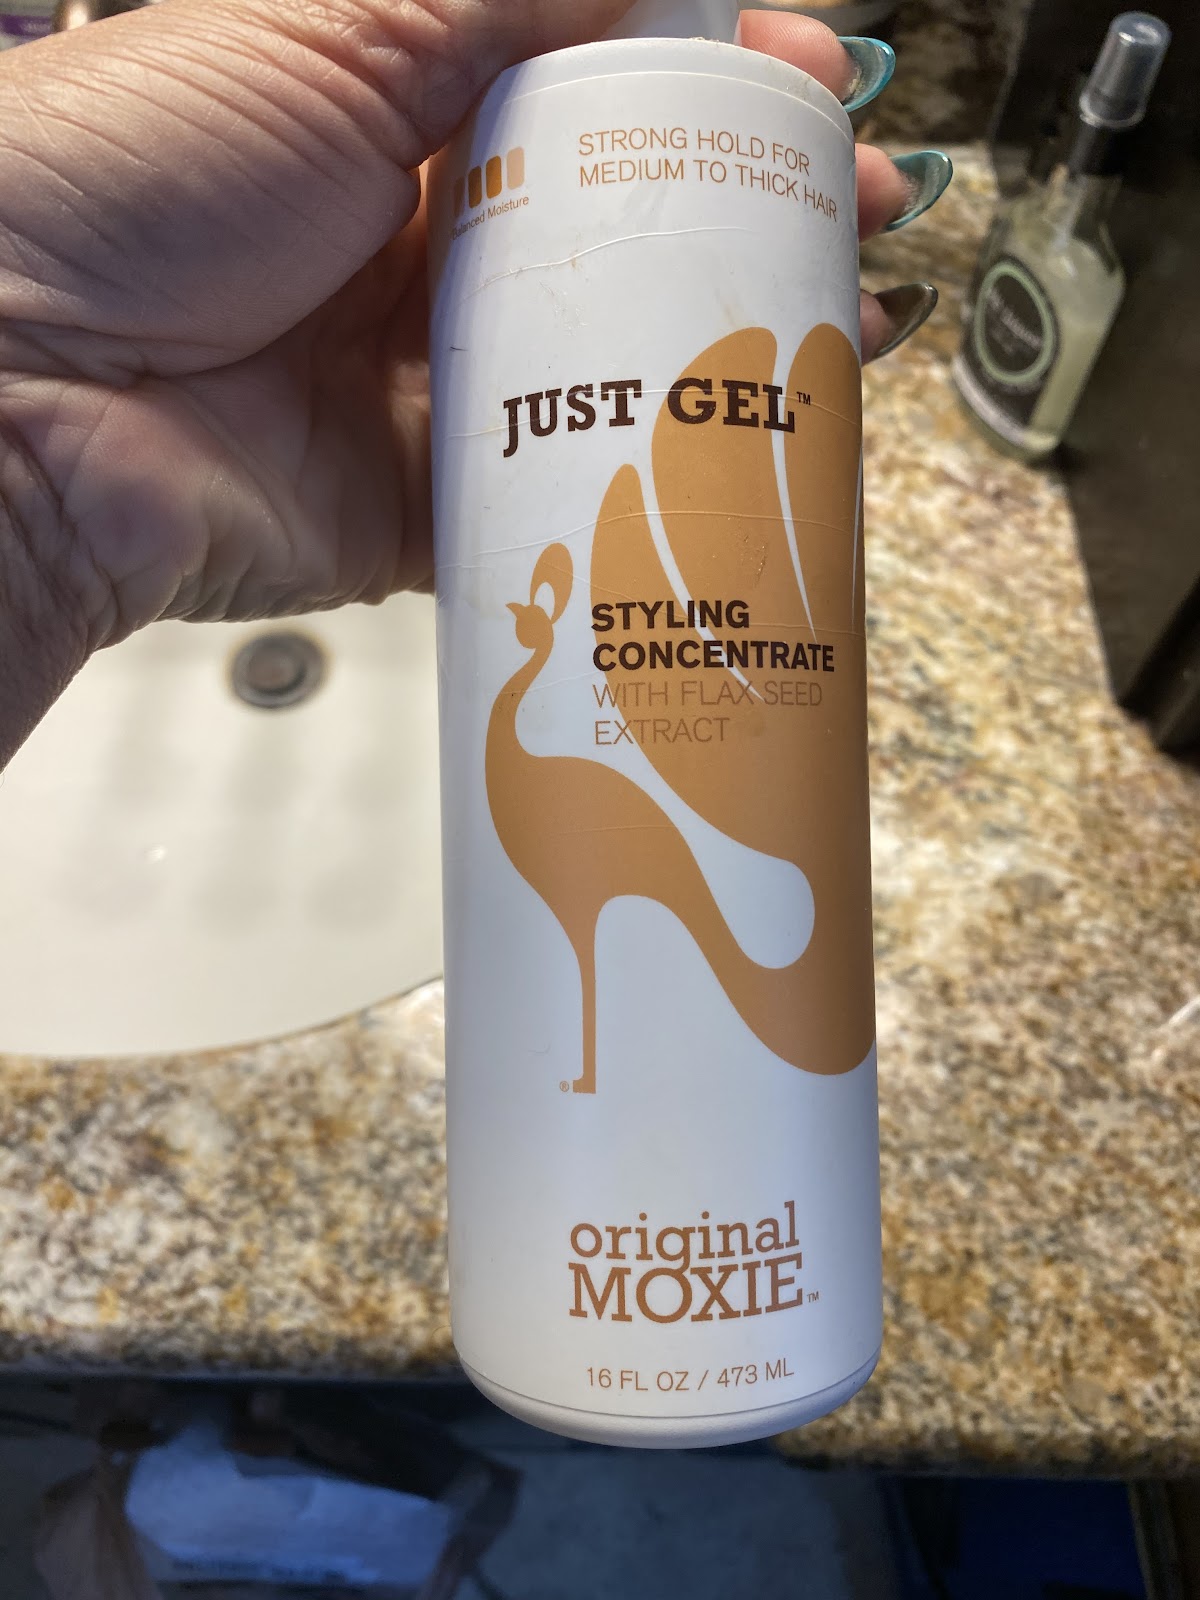 STRONG HOLD FOR
MEDIUM TO THICK HAIR
Balanced Moisture
JUST GEL™
STYLING
CONCENTRATE
WITH FLAX SEED
EXTRACT
®
original
MOXIE™
16 FL OZ / 473 ML